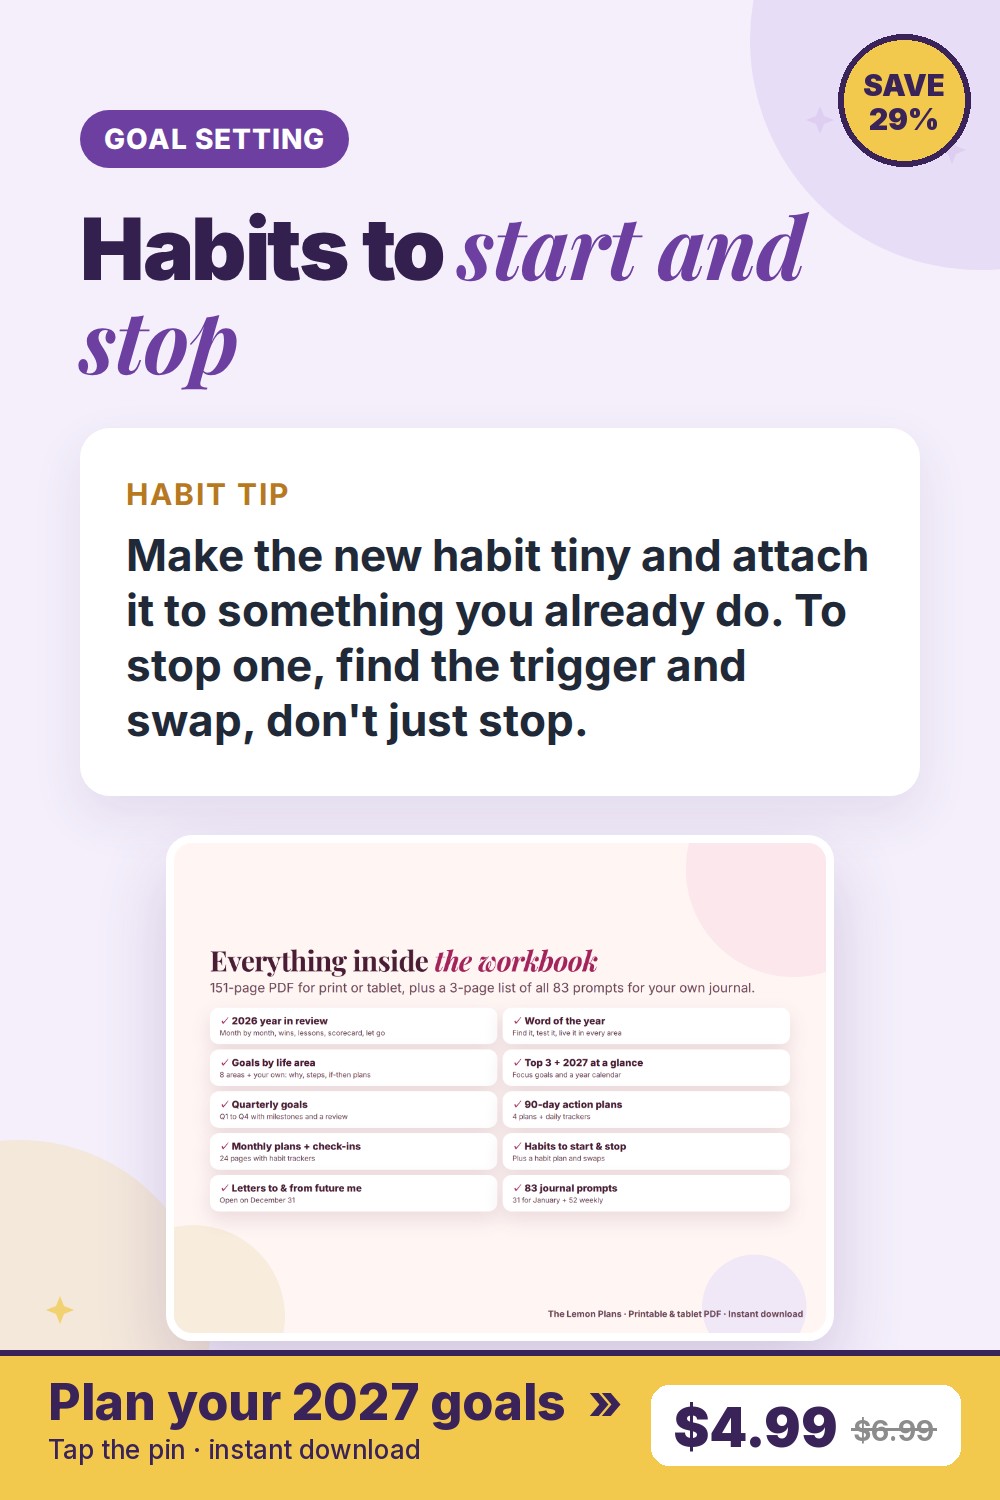 SAVE
29%
GOAL SETTING
Habits to start and
stop
HABIT TIP
Make the new habit tiny and attach
it to something you already do. To
stop one, find the trigger and
swap, don't just stop.
Everything inside the workbook
151-page PDF for print or tablet, plus a 3-page list of all 83 prompts for your own journal.
✓ 2026 year in review
Month by month, wins, lessons, scorecard, let go
✓ Word of the year
Find it, test it, live it in every area
✓ Goals by life area
8 areas + your own: why, steps, if-then plans
✓ Top 3 + 2027 at a glance
Focus goals and a year calendar
✓ Quarterly goals
Q1 to Q4 with milestones and a review
✓ 90-day action plans
4 plans + daily trackers
✓ Monthly plans + check-ins
24 pages with habit trackers
✓ Habits to start & stop
Plus a habit plan and swaps
✓ Letters to & from future me
Open on December 31
✓ 83 journal prompts
31 for January + 52 weekly
The Lemon Plans · Printable & tablet PDF · Instant download
Plan your 2027 goals »
Tap the pin · instant download
$4.99 $6.99